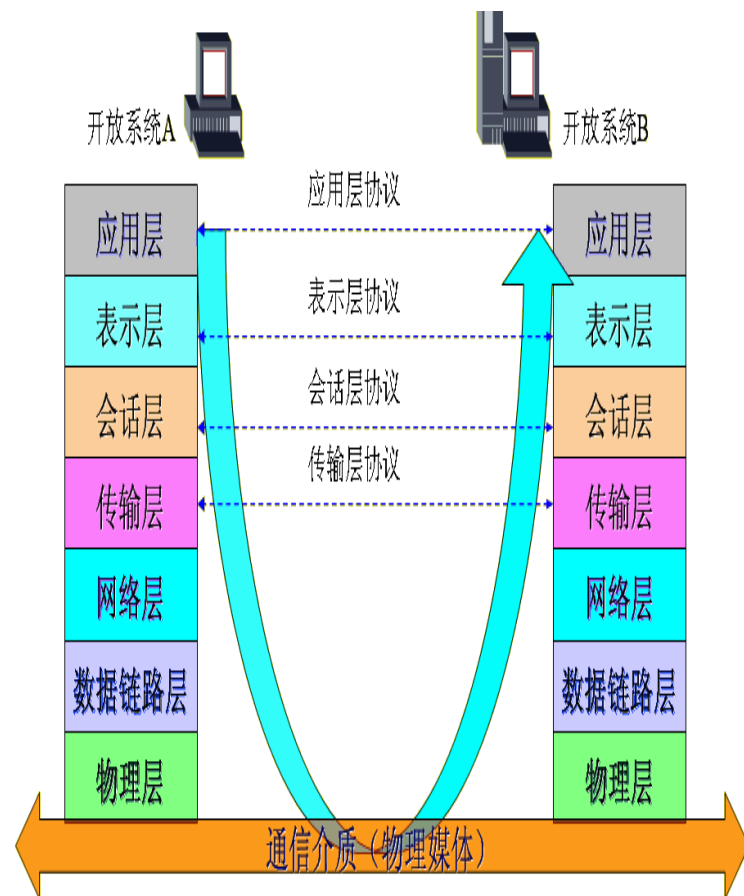 开放系统A
开放系统B
应用层协议
应用层
应用层
表示层协议
表示层
表示层
会话层协议
会话层
会话层
传输层协议
传输层
传输层
网络层
网络层
数据链路层
数据链路层
物理层
物理层
通信介质（物理媒体）